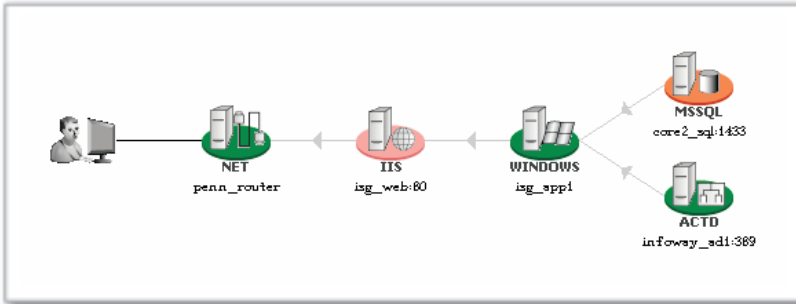 MSSQL
core2_sql:1433
NET
penn_router
IIS
isg_web:80
WINDOWS
isg_app1
ACTD
infoway_ad1:389